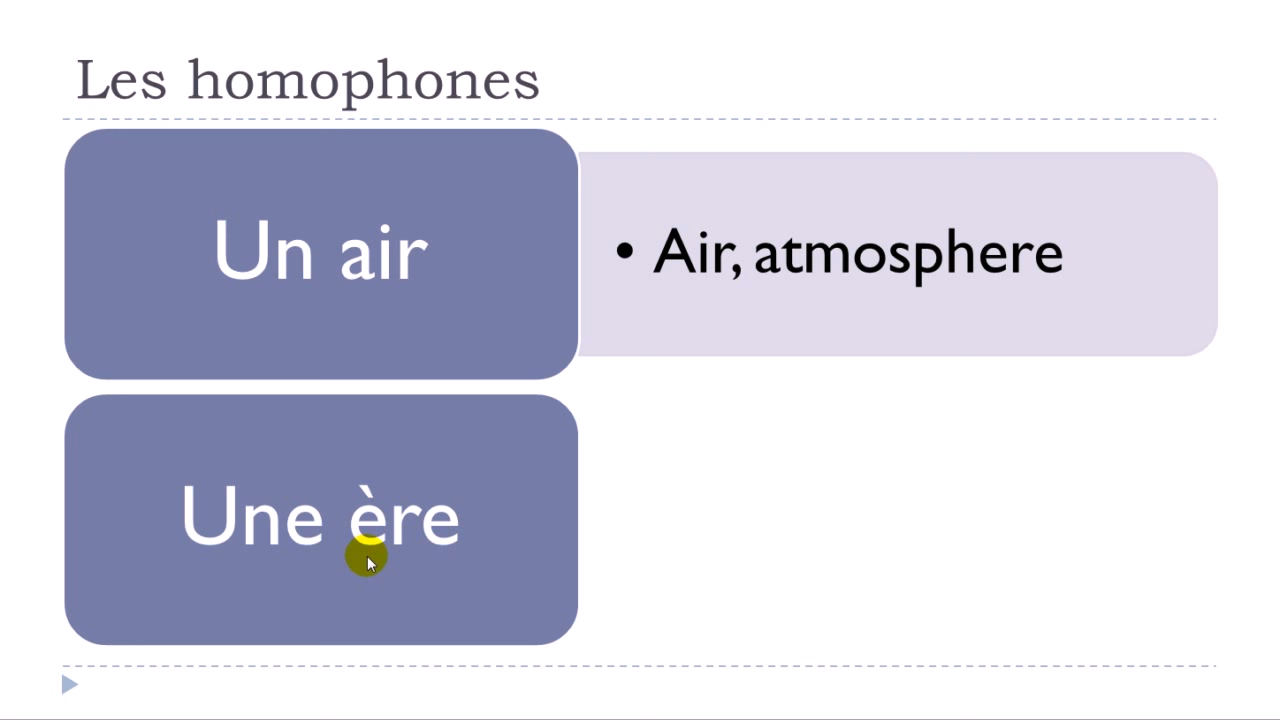 Les homophones
Un air
• Air, atmosphere
Une ère